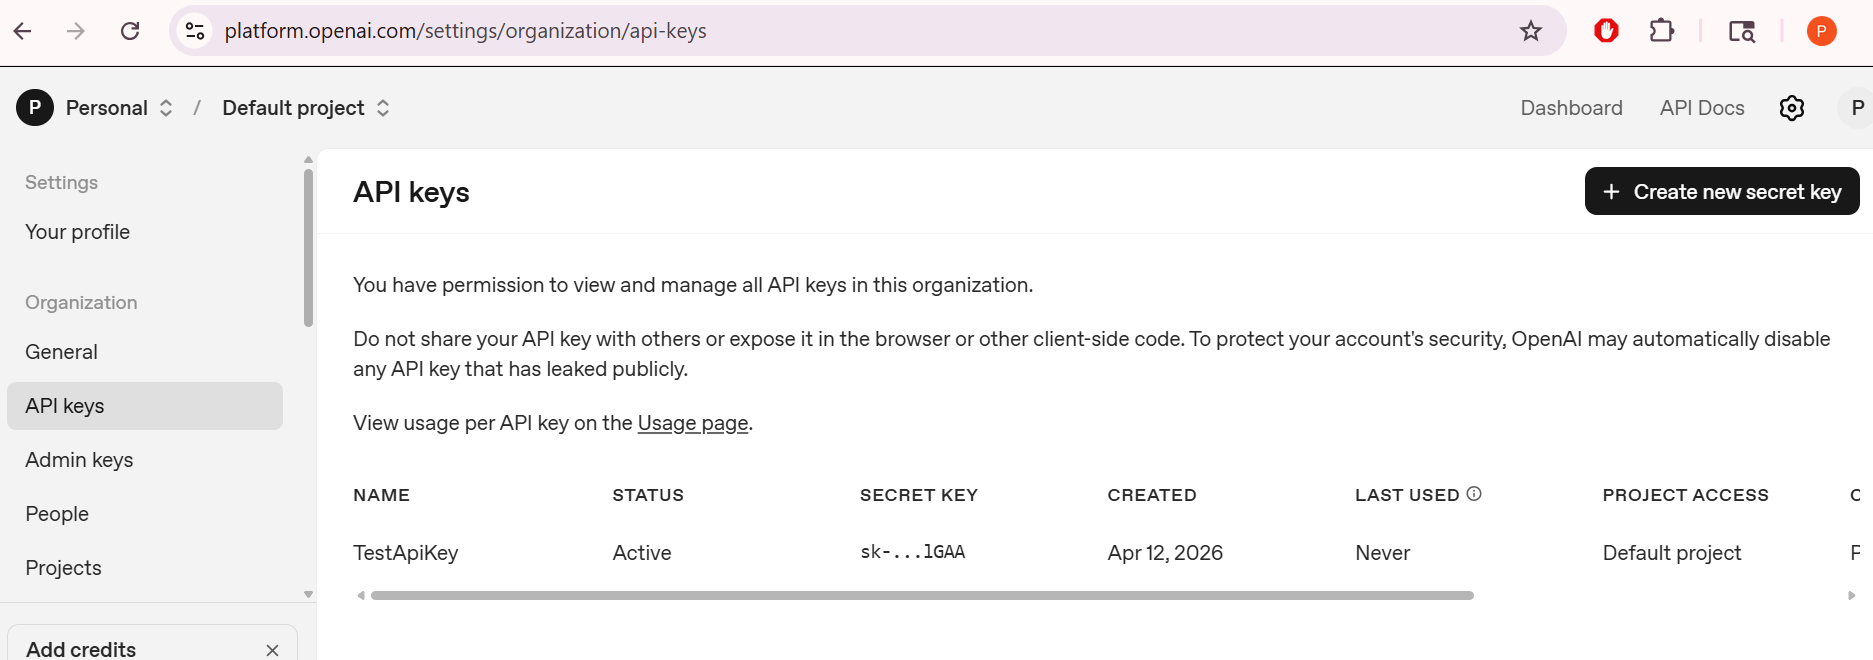 platform.openai.com/settings/organization/api-keys
P
P Personal / Default project
Dashboard API Docs P
Settings
Your profile
Organization
General
API keys
Admin keys
People
Projects
Add credits
API keys
+ Create new secret key
You have permission to view and manage all API keys in this organization.
Do not share your API key with others or expose it in the browser or other client-side code. To protect your account's security, OpenAI may automatically disable
any API key that has leaked publicly.
View usage per API key on the Usage page.
NAME STATUS SECRET KEY CREATED LAST USED PROJECT ACCESS
TestApiKey Active sk-...lGAA Apr 12, 2026 Never Default project P